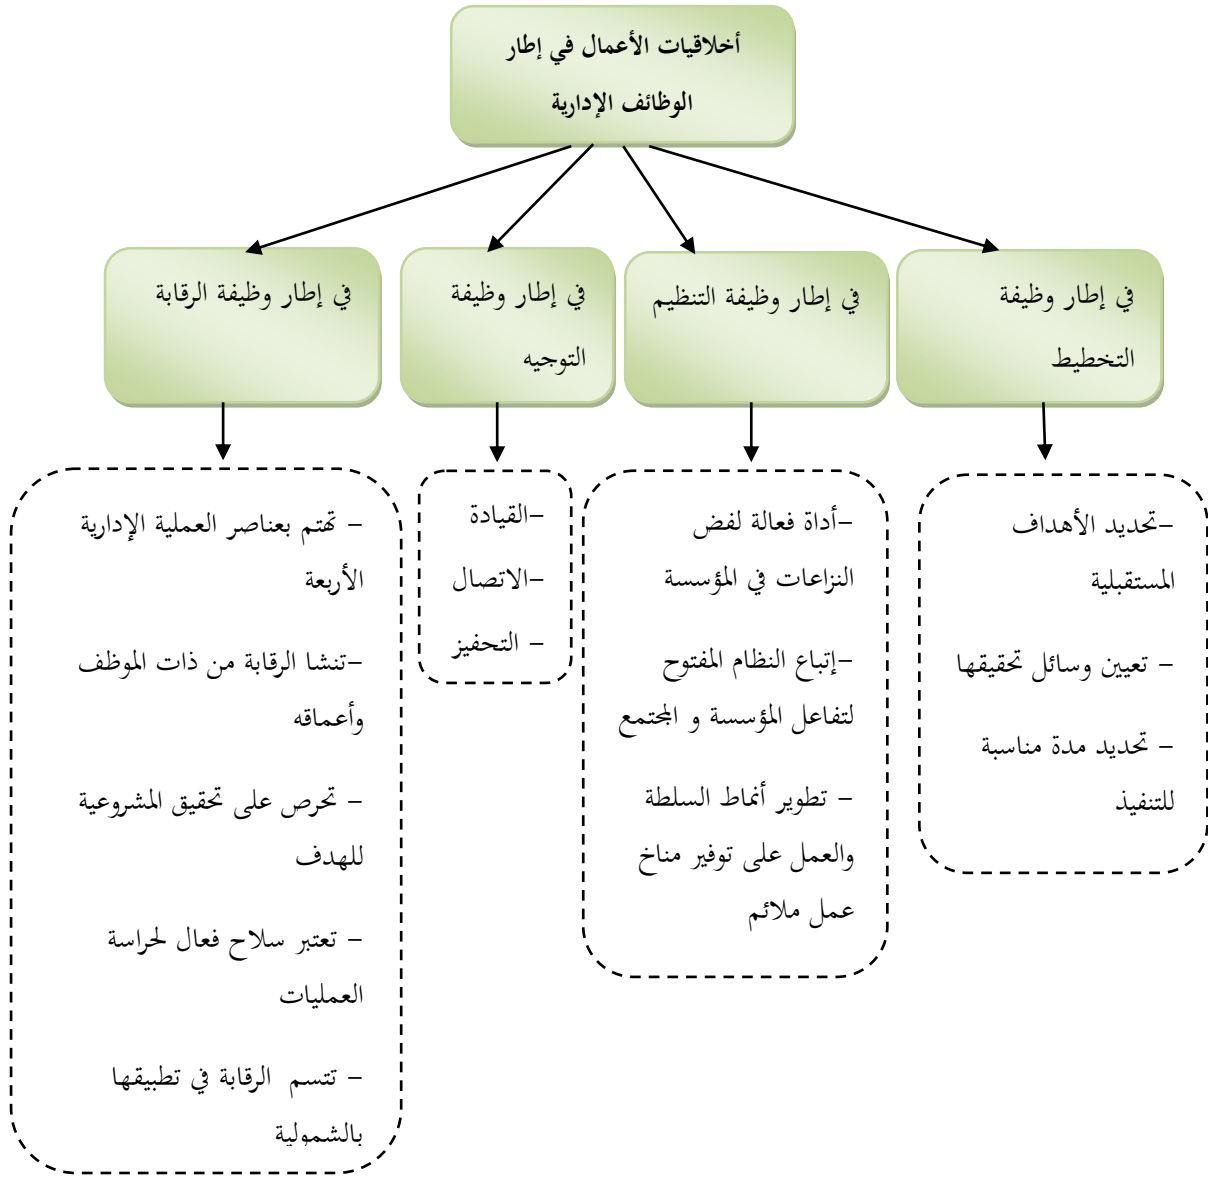 أخلاقيات الأعمال في إطار
الوظائف الإدارية
في إطار وظيفة
التخطيط
في إطار وظيفة التنظيم
في إطار وظيفة
التوجيه
في إطار وظيفة الرقابة
-تحديد الأهداف
المستقبلية
- تعيين وسائل تحقيقها
- تحديد مدة مناسبة
للتنفيذ
-أداة فعالة لفض
النزاعات في المؤسسة
-إتباع النظام المفتوح
لتفاعل المؤسسة و المجتمع
- تطوير أنماط السلطة
والعمل على توفير مناخ
عمل ملائم
-القيادة
-الاتصال
- التحفيز
- تهتم بعناصر العملية الإدارية
الأربعة
-تنشا الرقابة من ذات الموظف
وأعماقه
- تحرص على تحقيق المشروعية
للهدف
- تعتبر سلاح فعال لحراسة
العمليات
- تتسم الرقابة في تطبيقها
بالشمولية